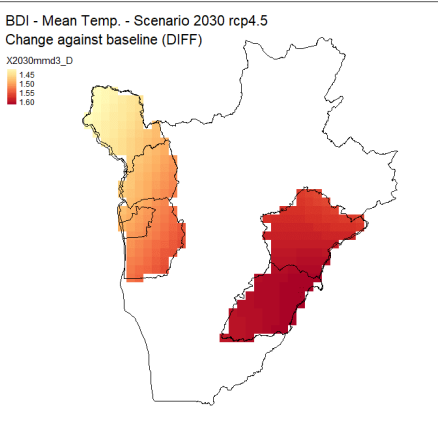 BDI - Mean Temp. - Scenario 2030 rcp4.5
Change against baseline (DIFF)
X2030mmd3_D
1.45
1.50
1.55
1.60